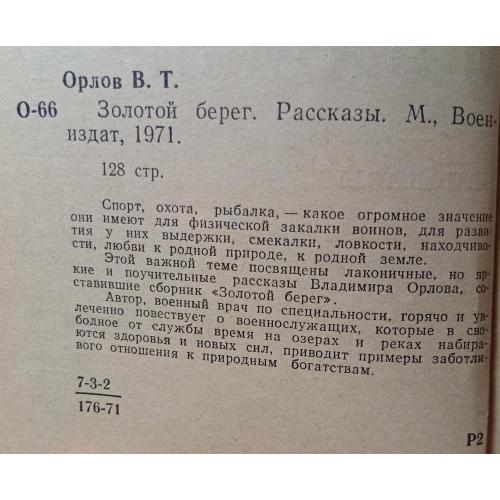 Орлов В. Т.
О-66 Золотой берег. Рассказы. М., Воен-
издат, 1971.
128 стр.
Спорт, охота, рыбалка, — какое огромное значение
они имеют для физической закалки воинов, для разви-
тия у них выдержки, смекалки, ловкости, находчиво-
сти, любви к родной природе, к родной земле.
Этой важной теме посвящены лаконичные, но яр-
кие и поучительные рассказы Владимира Орлова, со-
ставившие сборник «Золотой берег».
Автор, военный врач по специальности, горячо и ув-
леченно повествует о военнослужащих, которые в сво-
бодное от службы время на озерах и реках набира-
ются здоровья и новых сил, приводит примеры заботли-
вого отношения к природным богатствам.
7-3-2
176-71
Р2